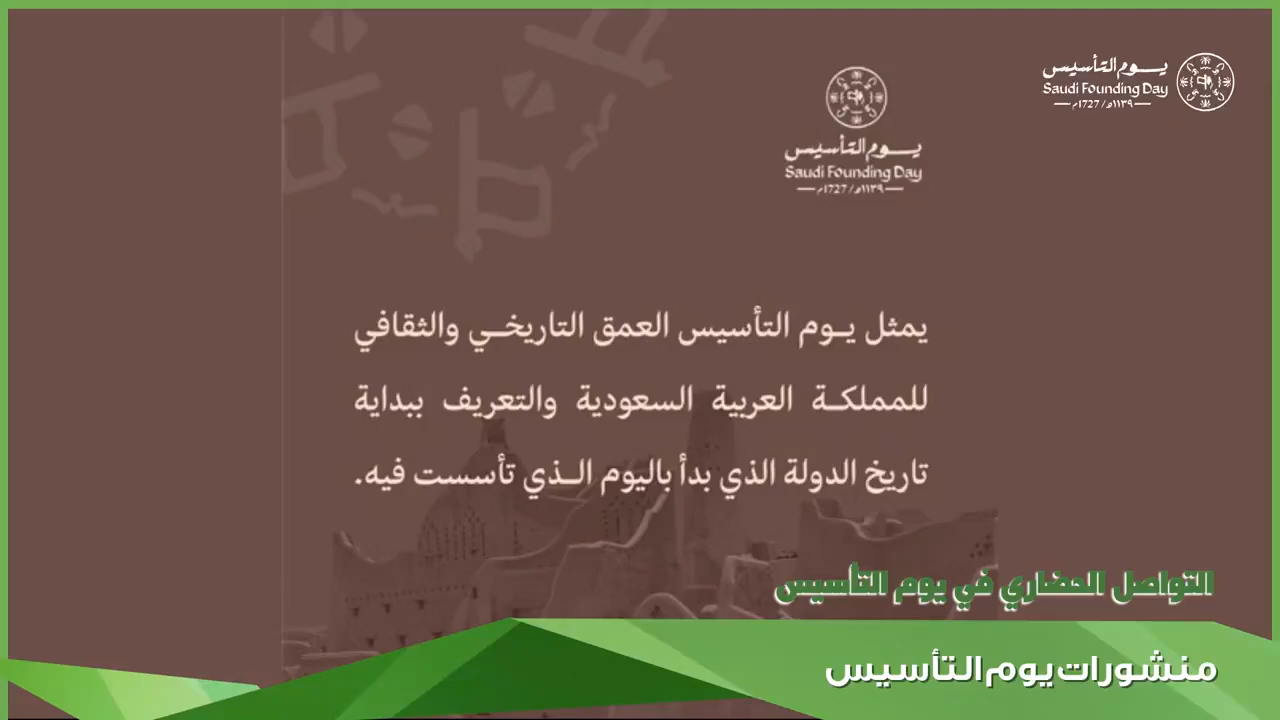 يوم التأسيس
Saudi Founding Day
١١٣٩هـ/ 1727م
يوم التأسيس
Saudi Founding Day
١١٣٩هـ/ 1727م
يمثل يوم التأسيس العمق التاريخي والثقافي
للمملكة العربية السعودية والتعريف ببداية
تاريخ الدولة الذي بدأ باليوم الذي تأسست فيه.
التواصل الحضاري في يوم التأسيس
منشورات يوم التأسيس